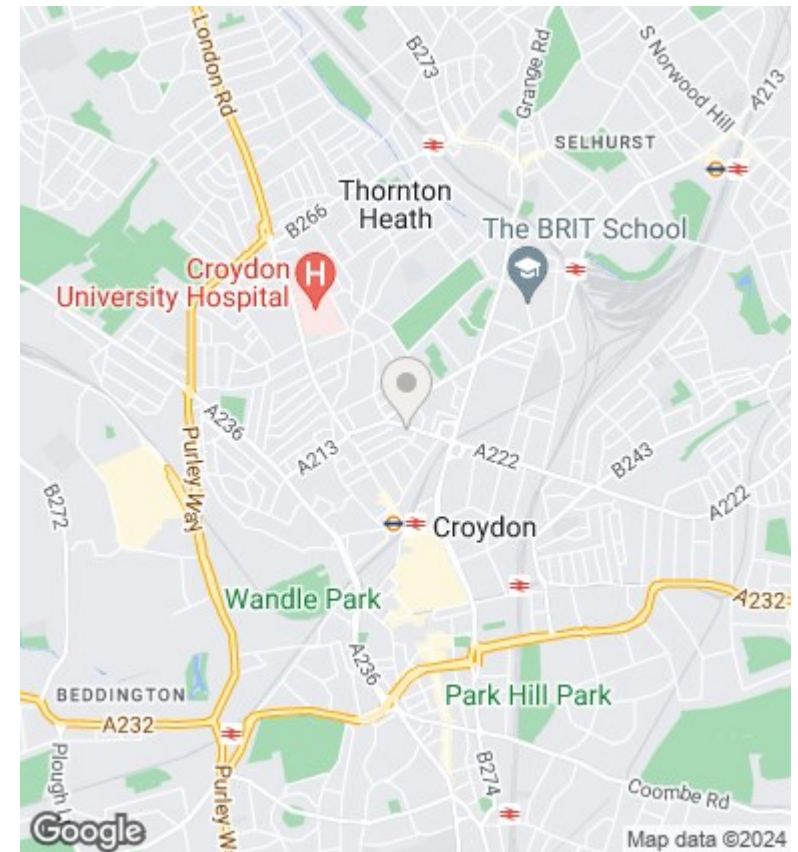 London Rd
B273
Grange Rd
S Norwood Hill
A213
SELHURST
Thornton
Heath
B266
The BRIT School
Croydon
University Hospital
H
A236
Purley Way
A213
A222
B243
A222
B272
Croydon
Wandle Park
A232
A236
BEDDINGTON
A232
Park Hill Park
Plough
Purley W
B274
Coombe Rd
Google
Map data ©2024